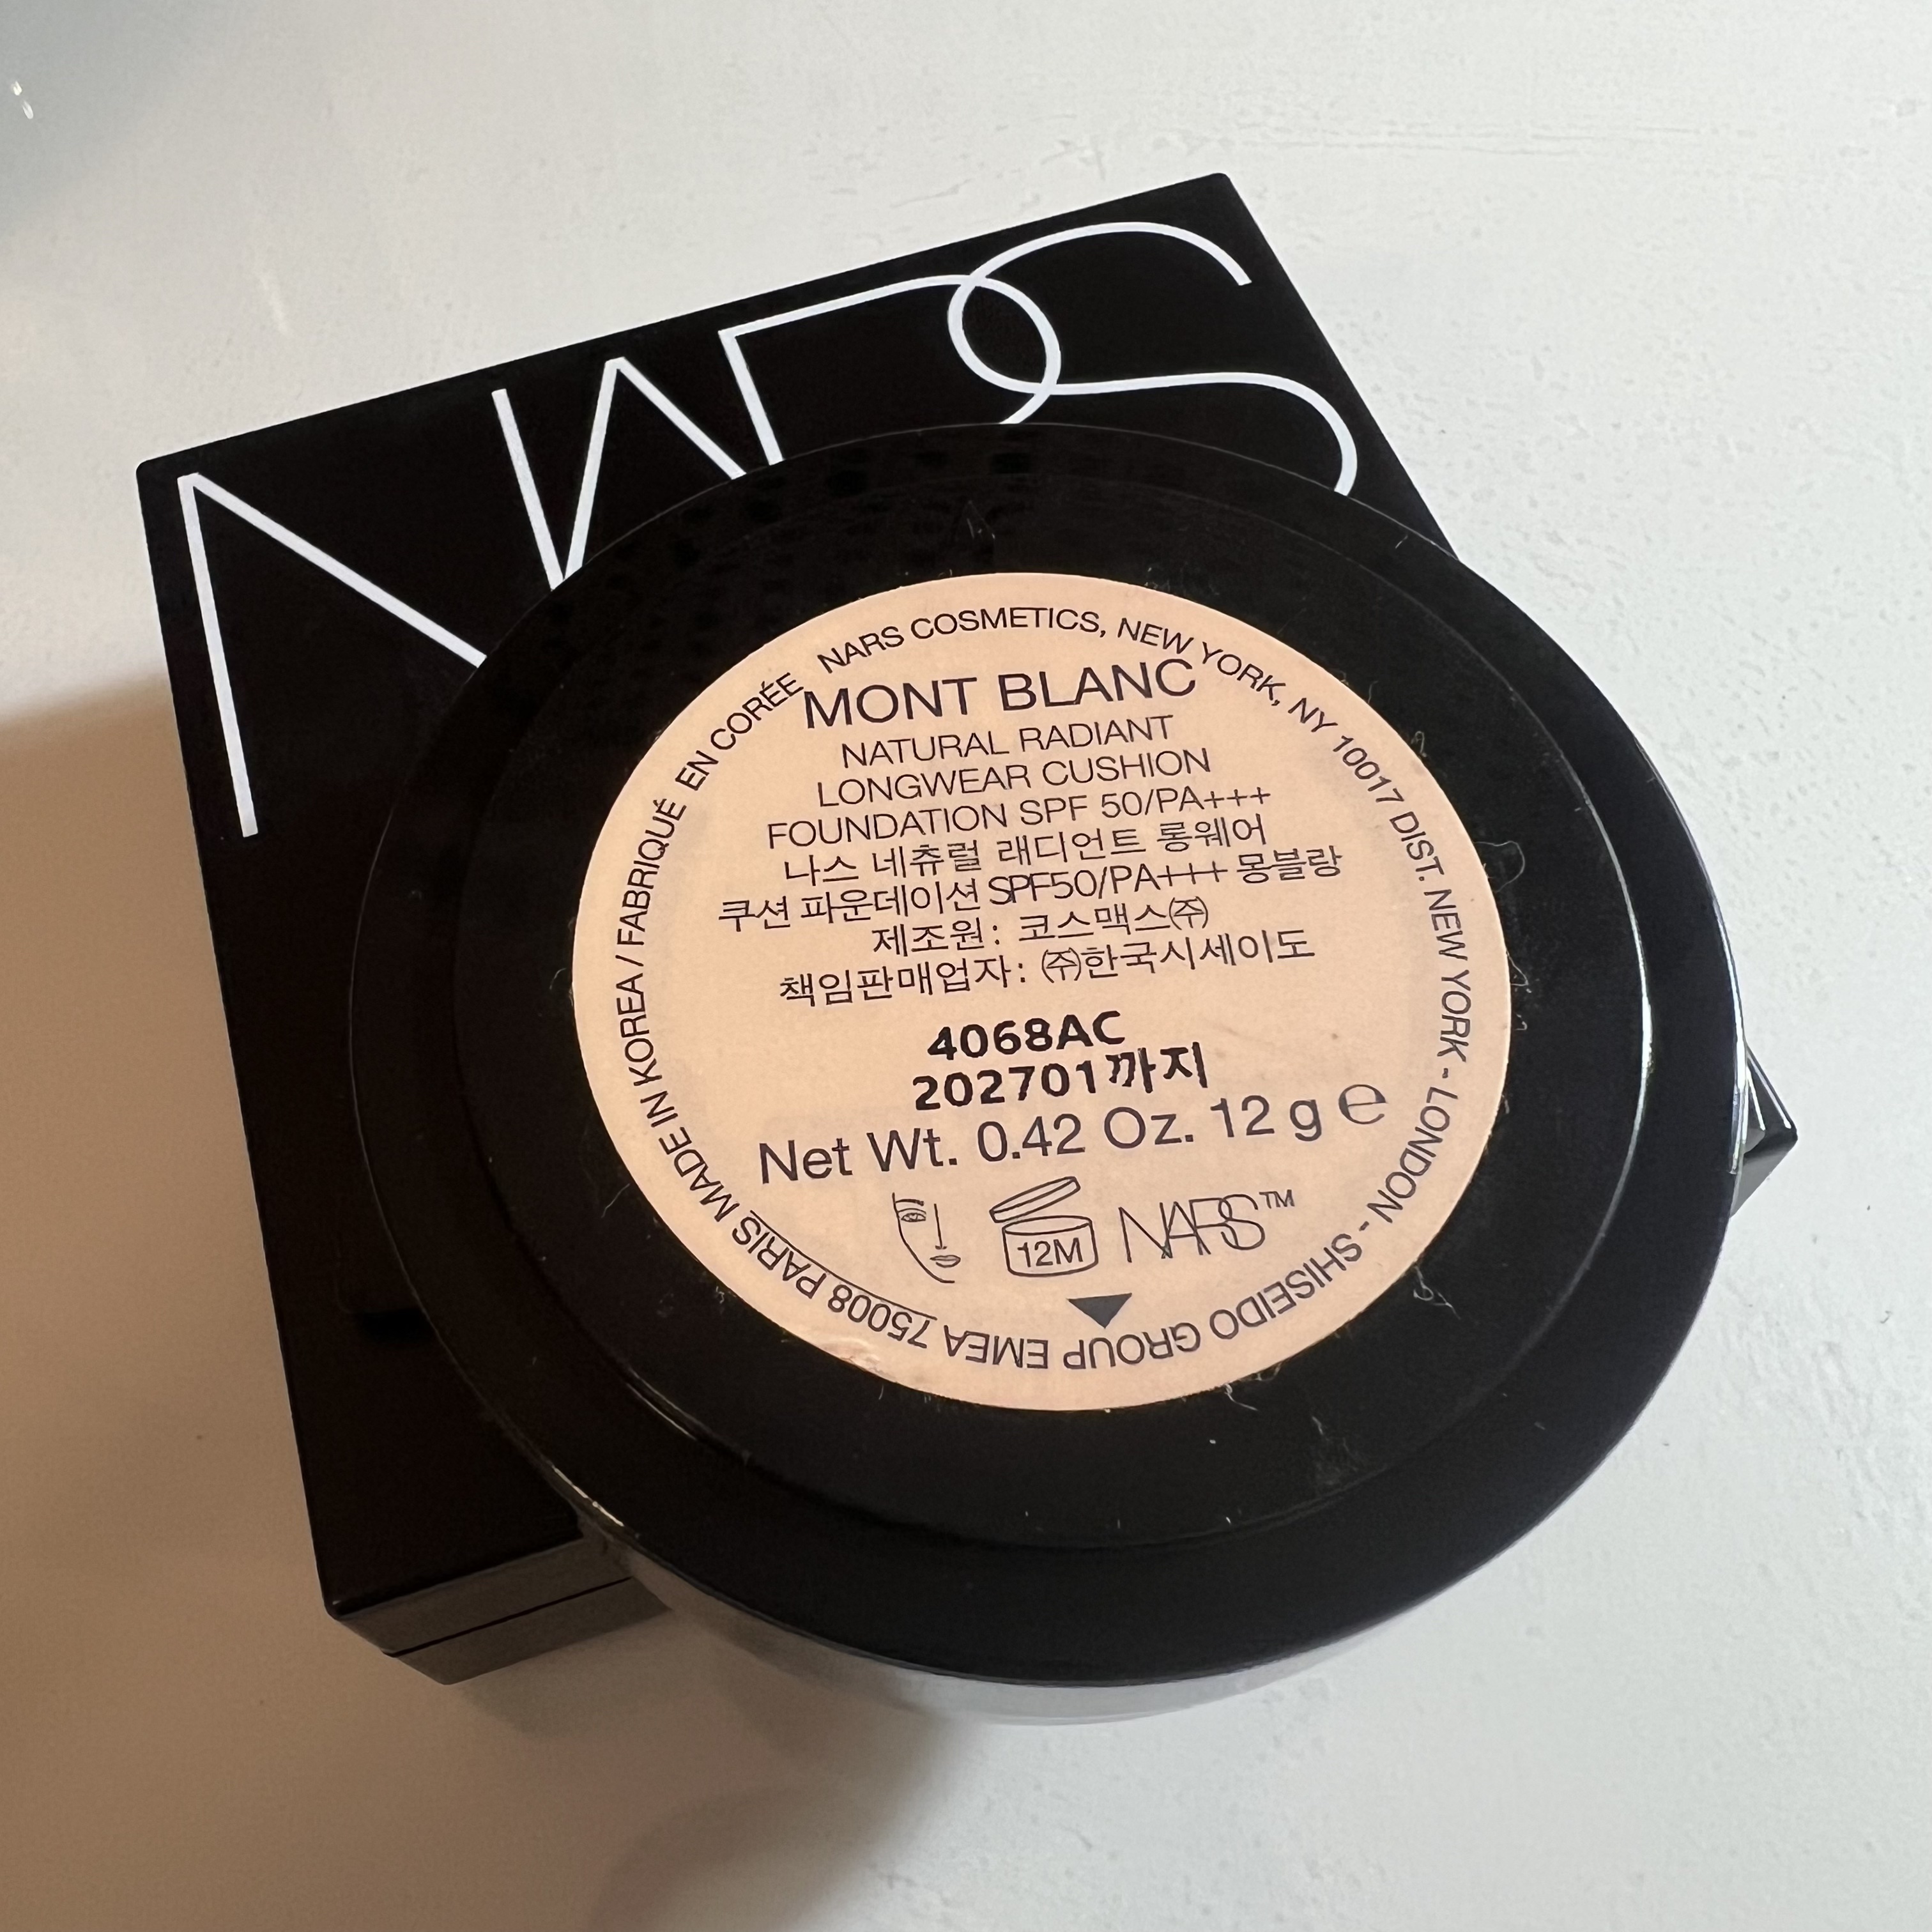 NARS
NARS COSMETICS, NEW YORK, NY 10017 DIST. NEW YORK - LONDON - SHISEIDO GROUP EMEA 75008 PARIS MADE IN KOREA / FABRIQUÉ EN CORÉE
MONT BLANC
NATURAL RADIANT
LONGWEAR CUSHION
FOUNDATION SPF 50/PA+++
나스 네츄럴 래디언트 롱웨어
쿠션 파운데이션 SPF50/PA+++ 몽블랑
제조원: 코스맥스㈜
책임판매업자: ㈜한국시세이도
4068AC
202701까지
Net Wt. 0.42 Oz. 12 g ℮
12M NARS™